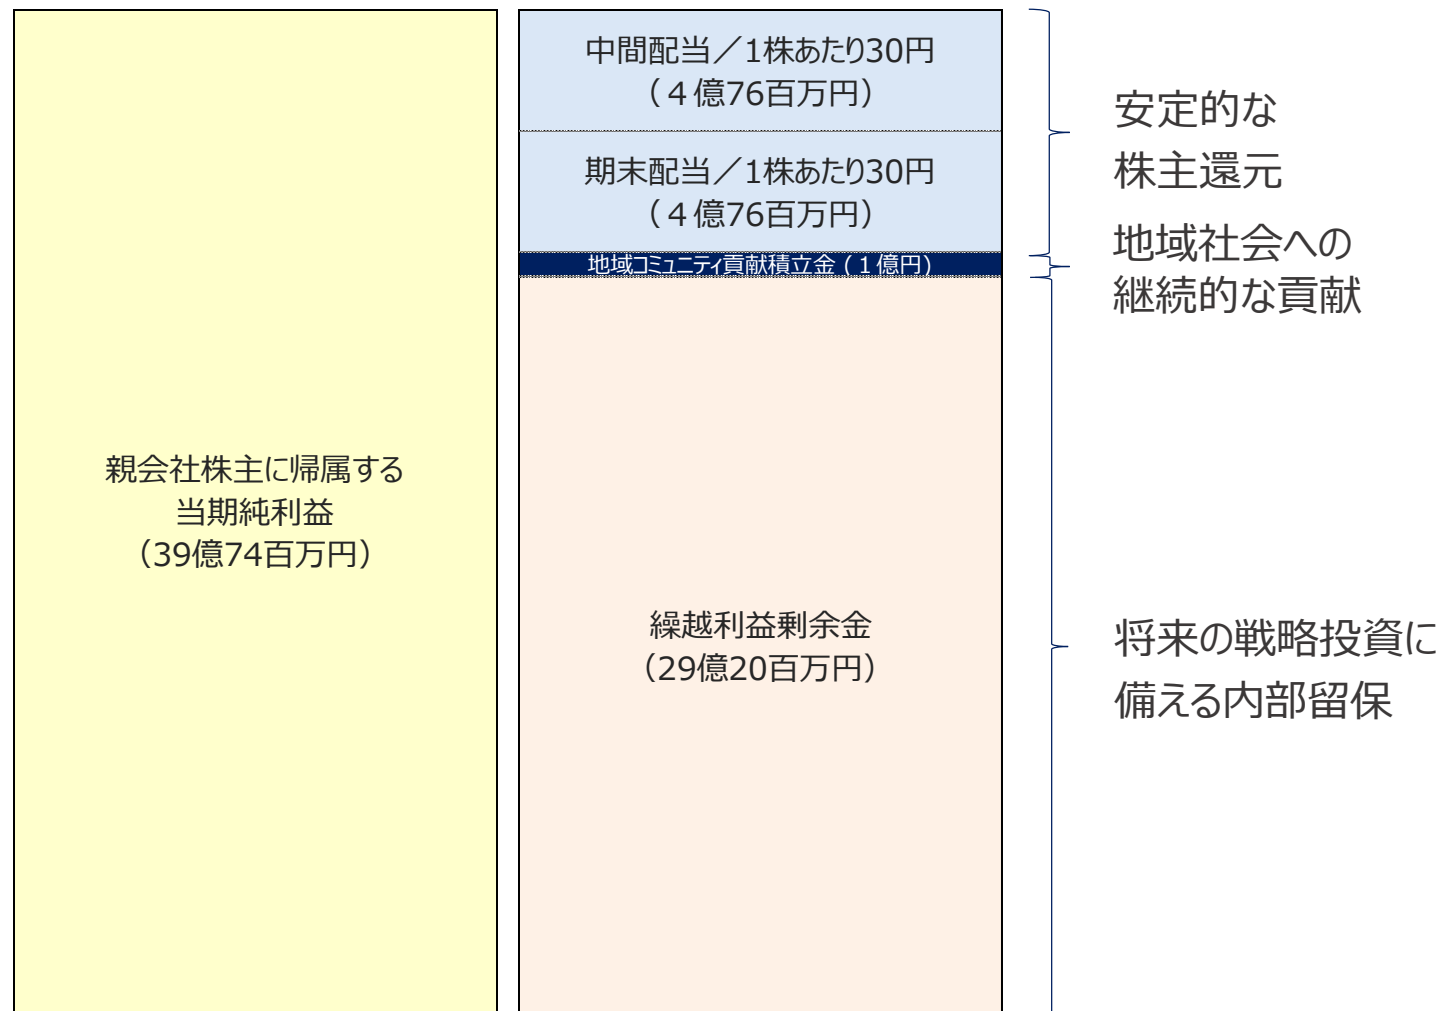 親会社株主に帰属する
当期純利益
（39億74百万円）
中間配当／1株あたり30円
（４億76百万円）
期末配当／1株あたり30円
（４億76百万円）
地域コミュニティ貢献積立金（１億円）
繰越利益剰余金
（29億20百万円）
安定的な
株主還元
地域社会への
継続的な貢献
将来の戦略投資に
備える内部留保